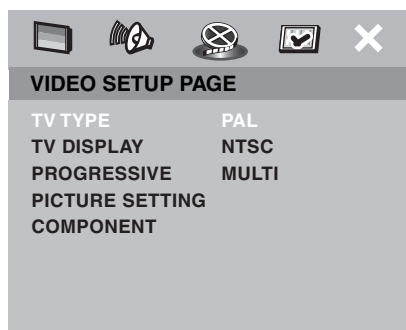 VIDEO SETUP PAGE
TV TYPE PAL
TV DISPLAY NTSC
PROGRESSIVE MULTI
PICTURE SETTING
COMPONENT